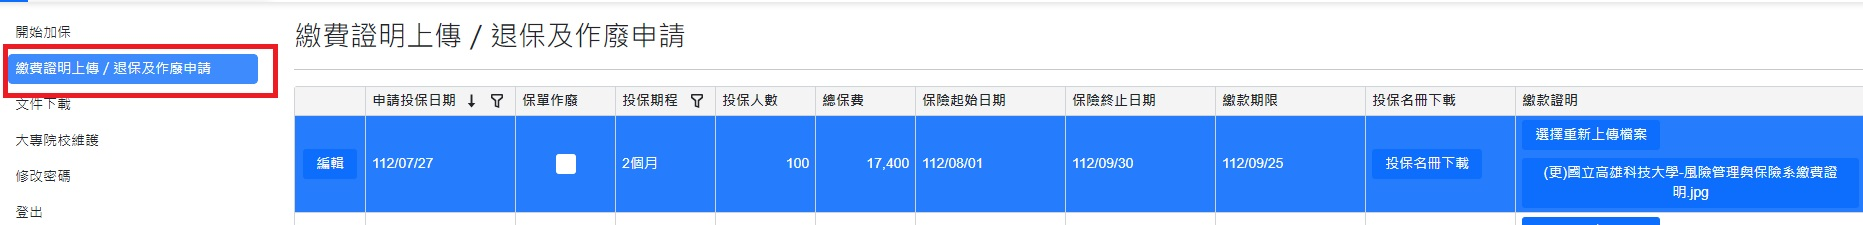 開始加保
繳費證明上傳 / 退保及作廢申請
文件下載
大專院校維護
修改密碼
登出
繳費證明上傳 / 退保及作廢申請
申請投保日期 ↓ 保單作廢 投保期程 投保人數 總保費 保險起始日期 保險終止日期 繳款期限 投保名冊下載 繳款證明
編輯 112/07/27 2個月 100 17,400 112/08/01 112/09/30 112/09/25 投保名冊下載
選擇重新上傳檔案
(更)國立高雄科技大學-風險管理與保險系繳費證
明.jpg